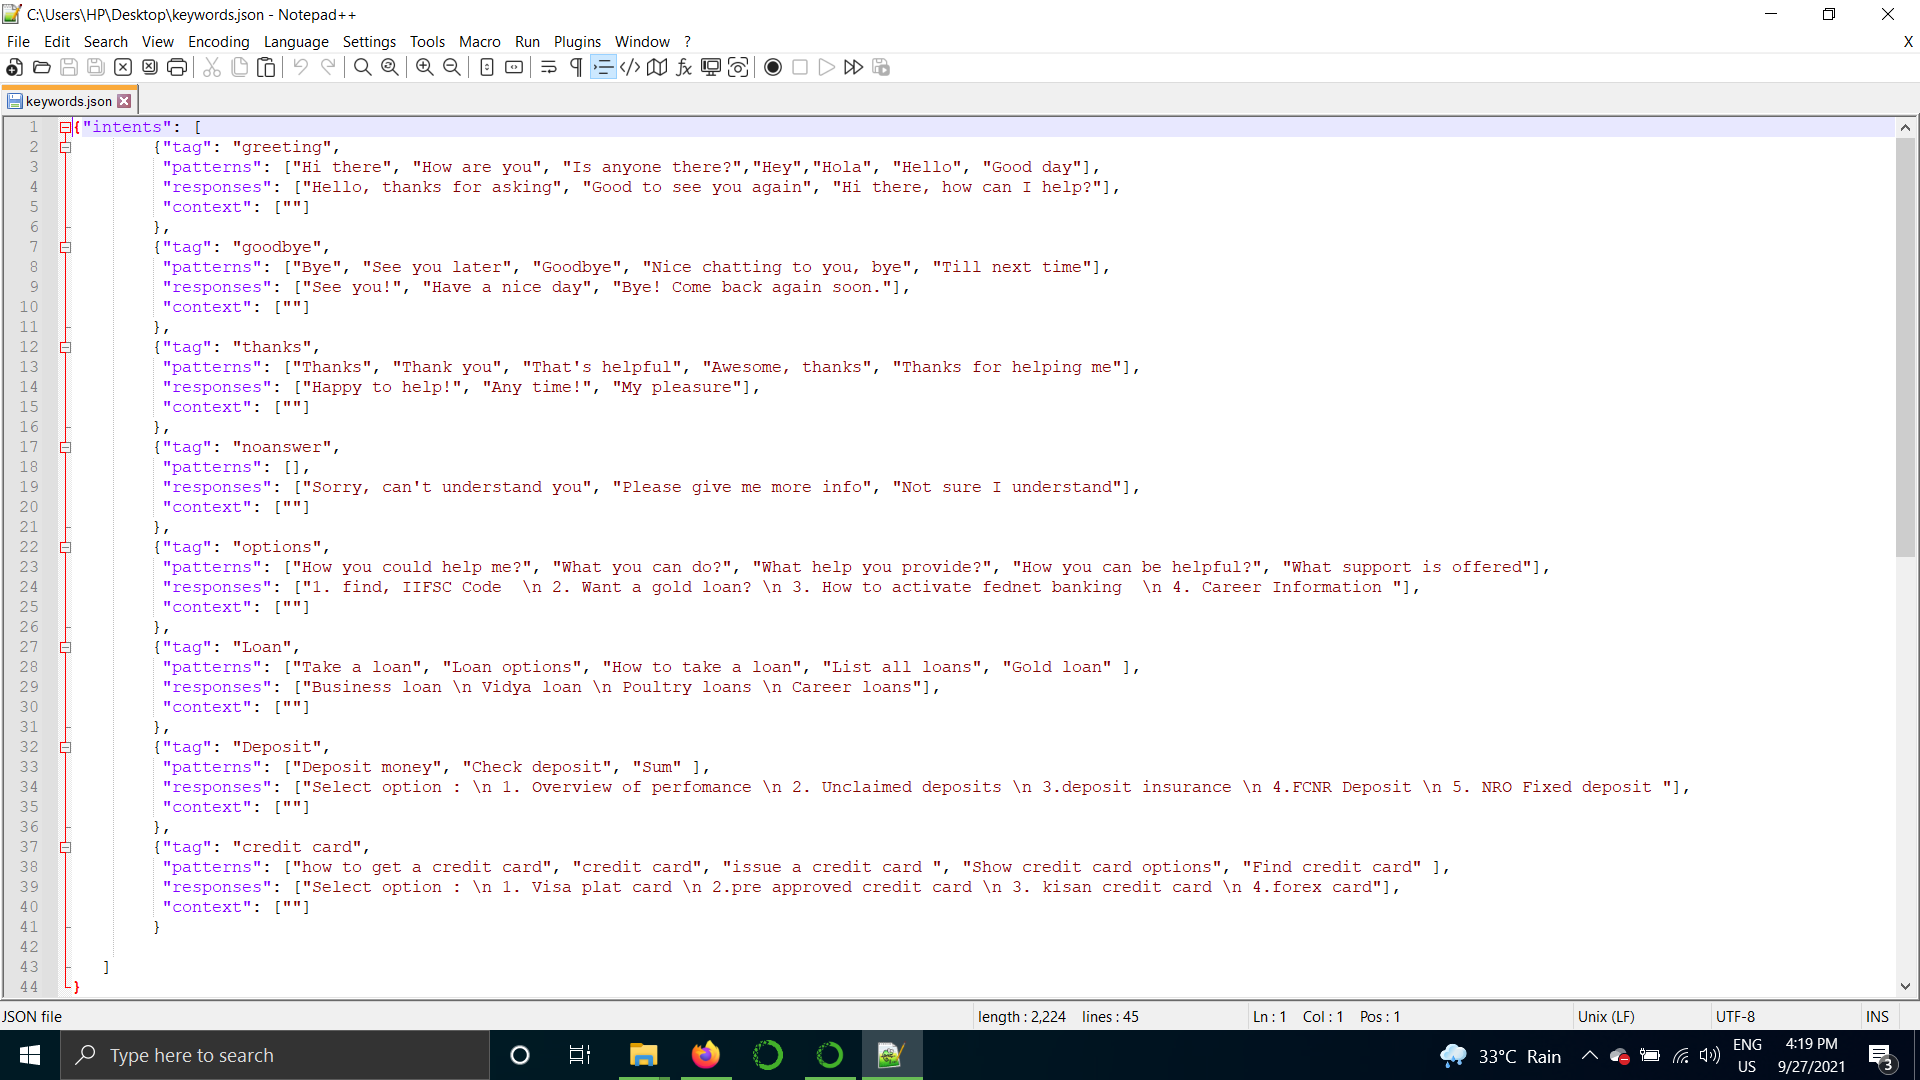 C:\Users\HP\Desktop\keywords.json - Notepad++
File Edit Search View Encoding Language Settings Tools Macro Run Plugins Window ? X
keywords.json
1 {"intents": [
2 {"tag": "greeting",
3 "patterns": ["Hi there", "How are you", "Is anyone there?","Hey","Hola", "Hello", "Good day"],
4 "responses": ["Hello, thanks for asking", "Good to see you again", "Hi there, how can I help?"],
5 "context": [""]
6 },
7 {"tag": "goodbye",
8 "patterns": ["Bye", "See you later", "Goodbye", "Nice chatting to you, bye", "Till next time"],
9 "responses": ["See you!", "Have a nice day", "Bye! Come back again soon."],
10 "context": [""]
11 },
12 {"tag": "thanks",
13 "patterns": ["Thanks", "Thank you", "That's helpful", "Awesome, thanks", "Thanks for helping me"],
14 "responses": ["Happy to help!", "Any time!", "My pleasure"],
15 "context": [""]
16 },
17 {"tag": "noanswer",
18 "patterns": [],
19 "responses": ["Sorry, can't understand you", "Please give me more info", "Not sure I understand"],
20 "context": [""]
21 },
22 {"tag": "options",
23 "patterns": ["How you could help me?", "What you can do?", "What help you provide?", "How you can be helpful?", "What support is offered"],
24 "responses": ["1. find, IIFSC Code  \n 2. Want a gold loan? \n 3. How to activate fednet banking  \n 4. Career Information "],
25 "context": [""]
26 },
27 {"tag": "Loan",
28 "patterns": ["Take a loan", "Loan options", "How to take a loan", "List all loans", "Gold loan" ],
29 "responses": ["Business loan \n Vidya loan \n Poultry loans \n Career loans"],
30 "context": [""]
31 },
32 {"tag": "Deposit",
33 "patterns": ["Deposit money", "Check deposit", "Sum" ],
34 "responses": ["Select option : \n 1. Overview of perfomance \n 2. Unclaimed deposits \n 3.deposit insurance \n 4.FCNR Deposit \n 5. NRO Fixed deposit "],
35 "context": [""]
36 },
37 {"tag": "credit card",
38 "patterns": ["how to get a credit card", "credit card", "issue a credit card ", "Show credit card options", "Find credit card" ],
39 "responses": ["Select option : \n 1. Visa plat card \n 2.pre approved credit card \n 3. kisan credit card \n 4.forex card"],
40 "context": [""]
41 }
42
43 ]
44 }
JSON file length : 2,224 lines : 45 Ln : 1 Col : 1 Pos : 1 Unix (LF) UTF-8 INS
Type here to search 33°C Rain ENG US 4:19 PM 9/27/2021 3